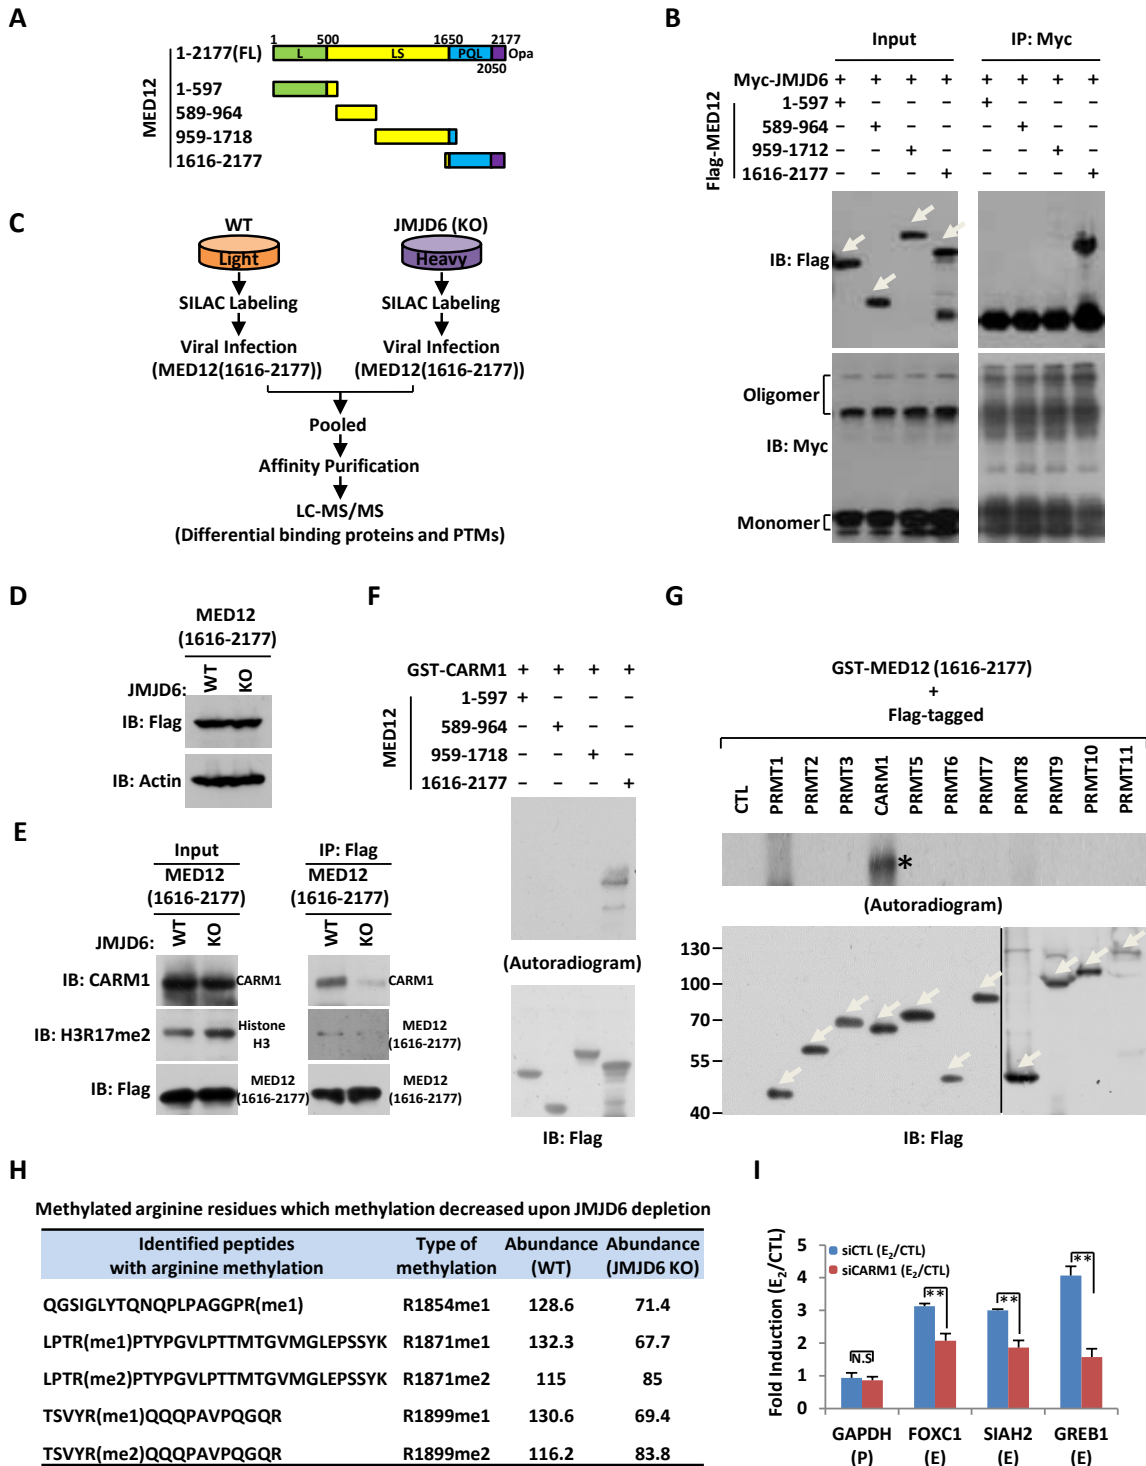 A
1 500 1650 2177
1-2177(FL) L LS PQL Opa
2050
MED12
1-597
589-964
959-1718
1616-2177
B
Input IP: Myc
Myc-JMJD6 + + + + + + + +
Flag-MED12
1-597 + − − − + − − −
589-964 − + − − − + − −
959-1712 − − + − − − + −
1616-2177 − − − + − − − +
IB: Flag
Oligomer
IB: Myc
Monomer
C
WT JMJD6 (KO)
Light Heavy
SILAC Labeling SILAC Labeling
Viral Infection Viral Infection
(MED12(1616-2177)) (MED12(1616-2177))
Pooled
Affinity Purification
LC-MS/MS
(Differential binding proteins and PTMs)
D
MED12
(1616-2177)
JMJD6: WT KO
IB: Flag
IB: Actin
E
Input IP: Flag
MED12 MED12
(1616-2177) (1616-2177)
JMJD6: WT KO WT KO
IB: CARM1 CARM1 CARM1
IB: H3R17me2 Histone H3 MED12 (1616-2177)
IB: Flag MED12 (1616-2177) MED12 (1616-2177)
F
GST-CARM1 + + + +
MED12
1-597 + − − −
589-964 − + − −
959-1718 − − + −
1616-2177 − − − +
(Autoradiogram)
IB: Flag
G
GST-MED12 (1616-2177)
+
Flag-tagged
CTL PRMT1 PRMT2 PRMT3 CARM1 PRMT5 PRMT6 PRMT7 PRMT8 PRMT9 PRMT10 PRMT11
*
(Autoradiogram)
130
100
70
55
40
IB: Flag
H
Methylated arginine residues which methylation decreased upon JMJD6 depletion
Identified peptides Type of Abundance Abundance
with arginine methylation methylation (WT) (JMJD6 KO)
QGSIGLYTQNQPLPAGGPR(me1) R1854me1 128.6 71.4
LPTR(me1)PTYPGVLPTTMTGVMGLEPSSYK R1871me1 132.3 67.7
LPTR(me2)PTYPGVLPTTMTGVMGLEPSSYK R1871me2 115 85
TSVYR(me1)QQQPAVPQGQR R1899me1 130.6 69.4
TSVYR(me2)QQQPAVPQGQR R1899me2 116.2 83.8
I
Fold Induction (E2/CTL)
5
4
3
2
1
0
siCTL (E2/CTL)
siCARM1 (E2/CTL)
N.S ** ** **
GAPDH FOXC1 SIAH2 GREB1
(P) (E) (E) (E)